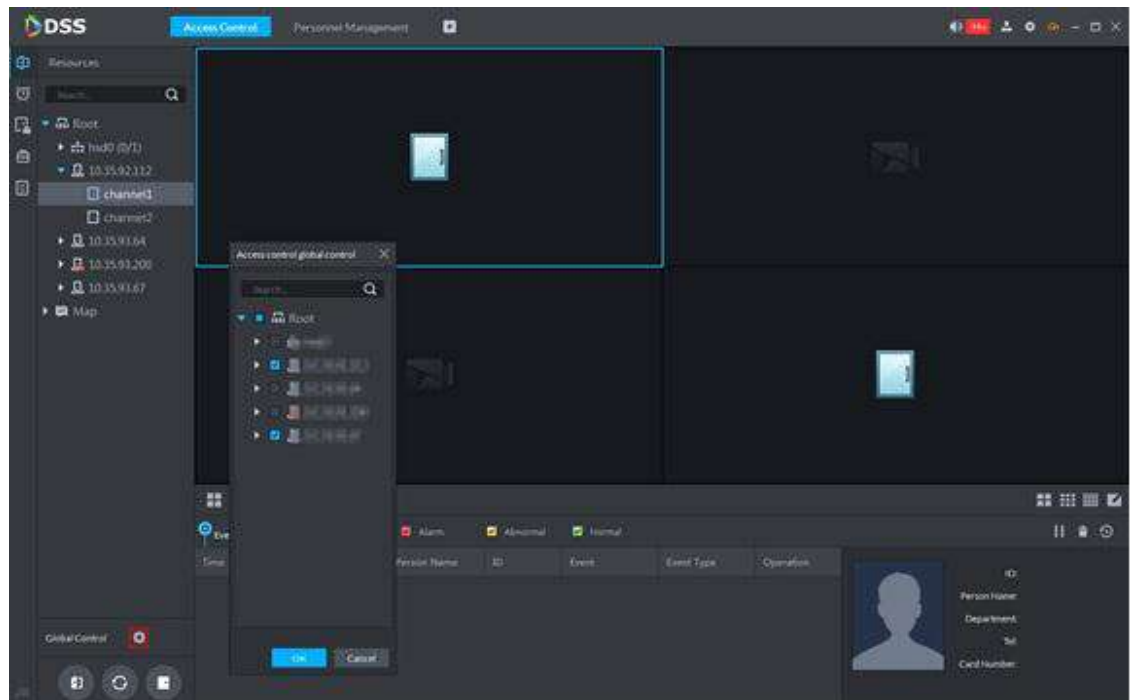 DSS
Access Control Personnel Management
Resources
Search...
Root
hsd0 (0/1)
10.35.92.112
channel1
channel2
10.35.93.64
10.35.93.200
10.35.93.67
Map
Access control global control
Search...
Root
Eve
Alarm Abnormal Normal
Time Person Name ID Event Event Type Operation
ID:
Person Name:
Department:
Tel:
Card Number:
Global Control
OK Cancel